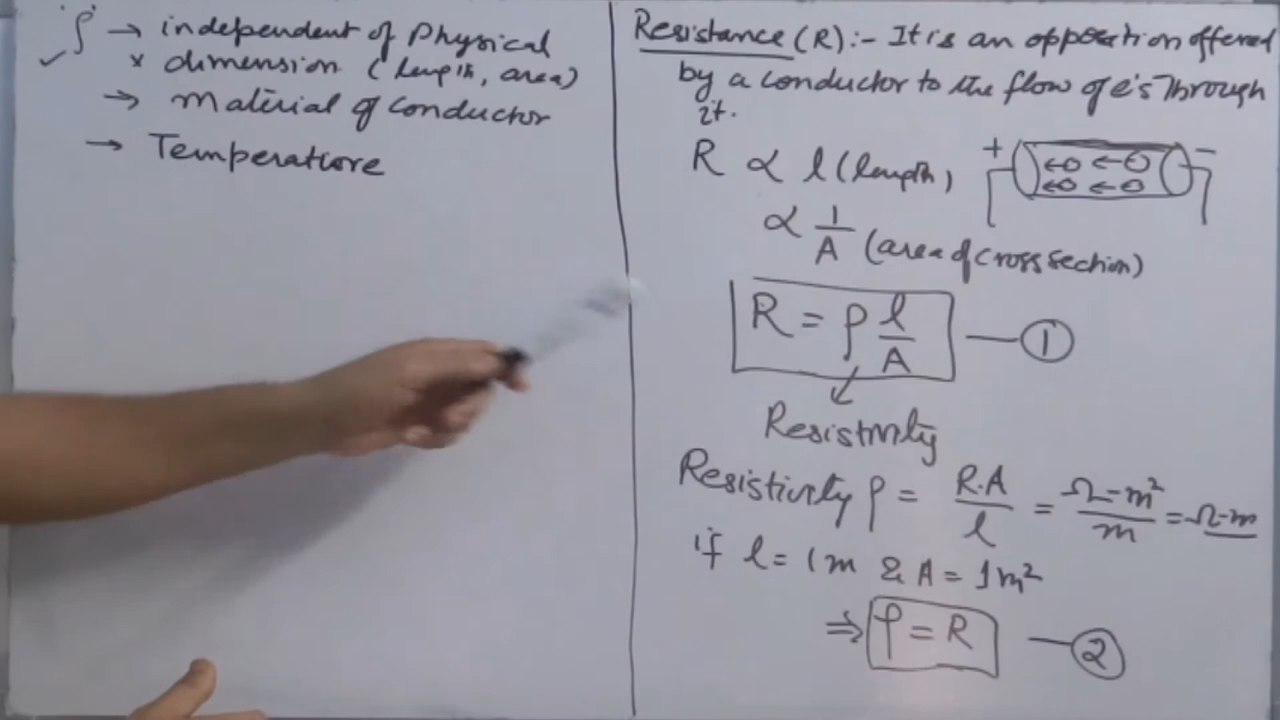 'ρ' → independent of Physical
× dimension (length, area)
→ Material of conductor
→ Temperature
Resistance (R) :- It is an opposition offered
by a conductor to the flow of e's Through
it.
R ∝ l (length)
+ -
∝ 1/A (area of cross section)
R = ρ l/A — ①
Resistivity
Resistivity ρ = R.A/l = Ω-m²/m = Ω-m
if l = 1m & A = 1m²
⇒ ρ = R — ②